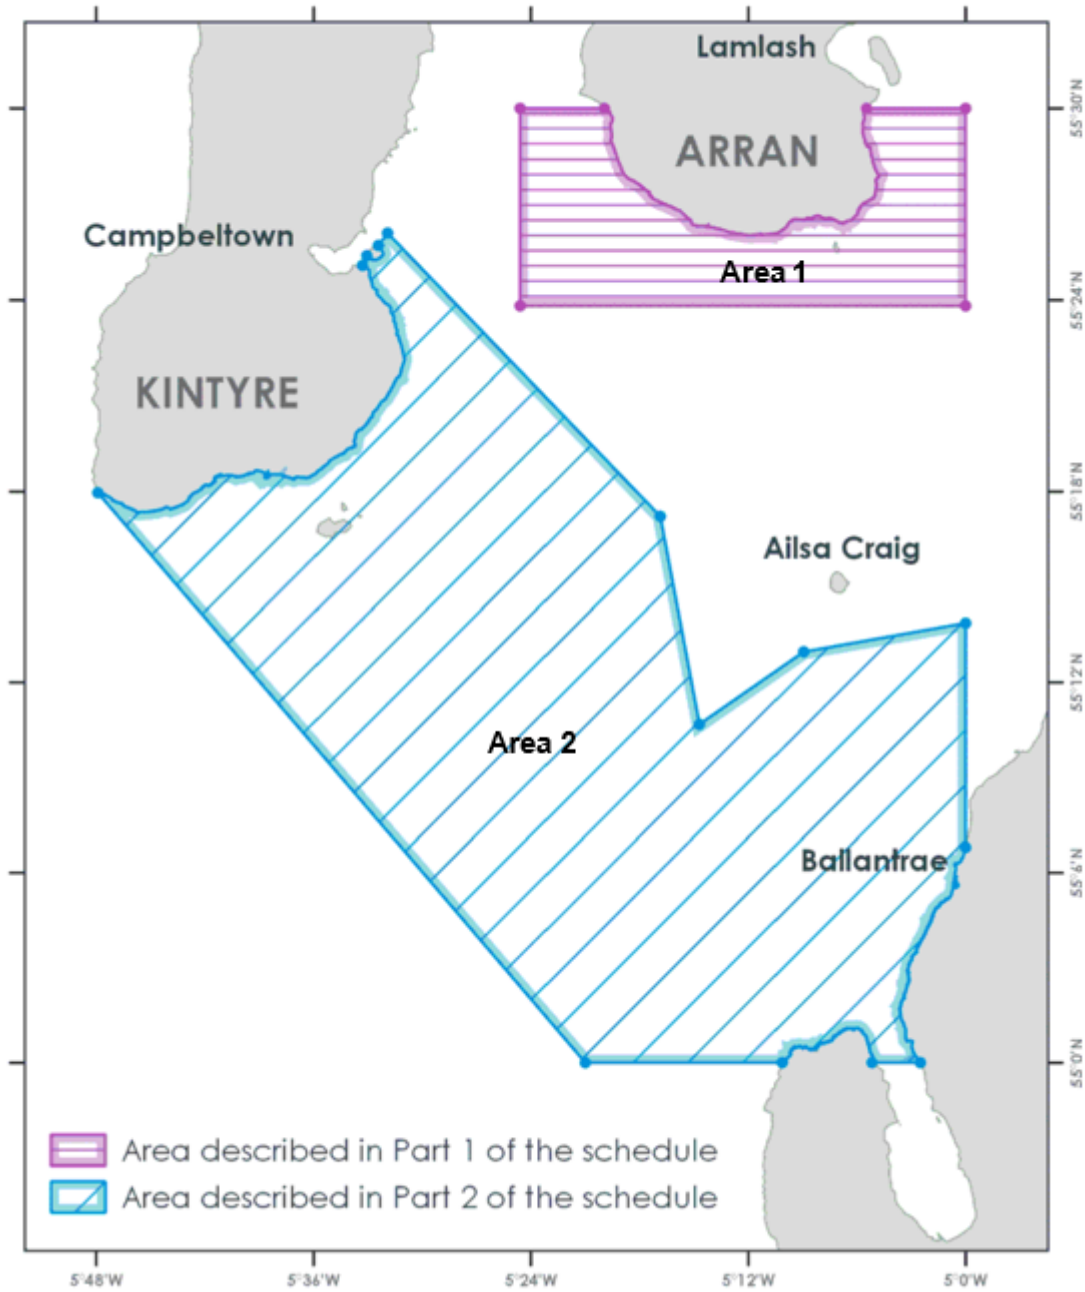 Lamlash
55°30'N
ARRAN
Campbeltown
Area 1
55°24'N
KINTYRE
55°18'N
Ailsa Craig
55°12'N
Area 2
Ballantrae
55°6'N
55°0'N
Area described in Part 1 of the schedule
Area described in Part 2 of the schedule
5°48'W 5°36'W 5°24'W 5°12'W 5°0'W